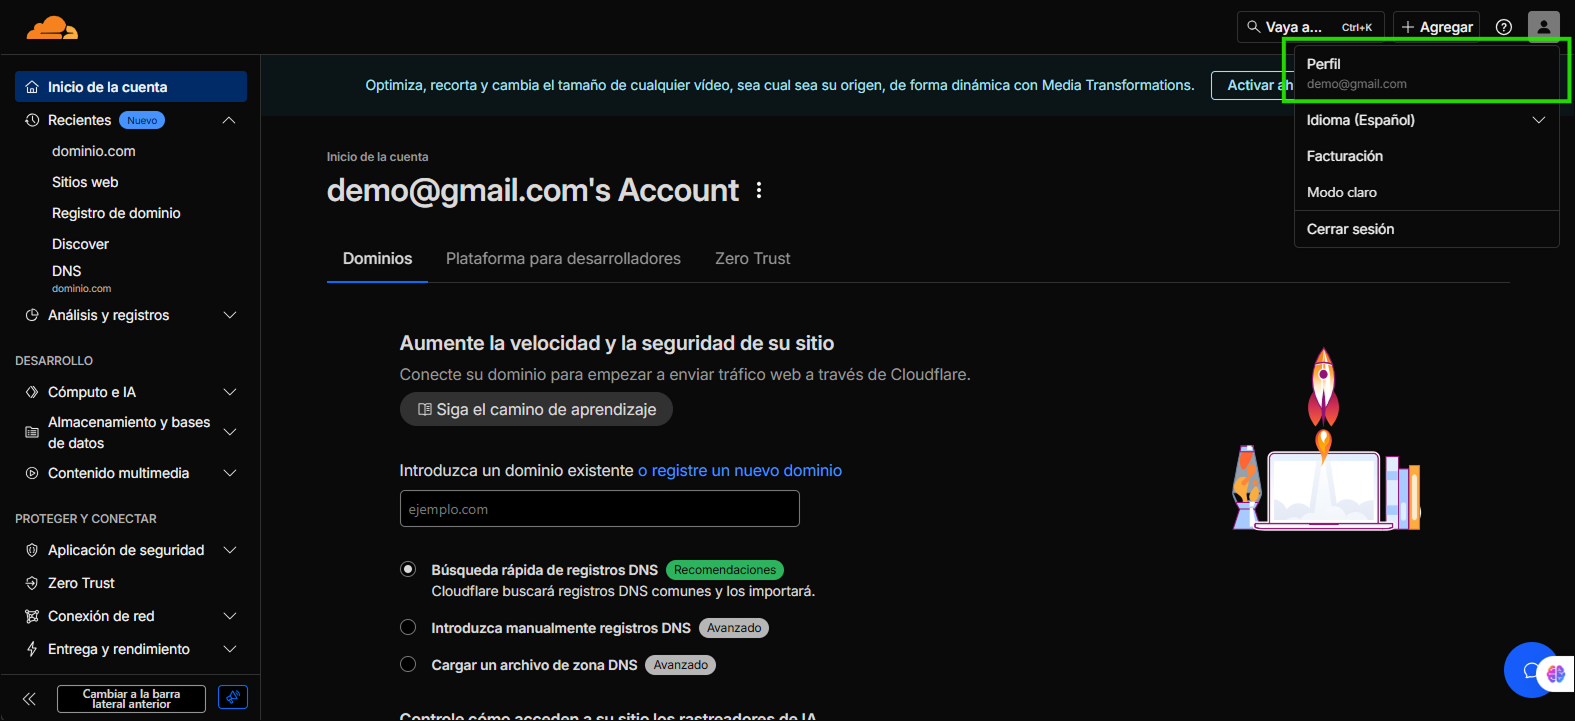 Vaya a... Ctrl+K
Agregar
Inicio de la cuenta
Recientes Nuevo
dominio.com
Sitios web
Registro de dominio
Discover
DNS
dominio.com
Análisis y registros
DESARROLLO
Cómputo e IA
Almacenamiento y bases
de datos
Contenido multimedia
PROTEGER Y CONECTAR
Aplicación de seguridad
Zero Trust
Conexión de red
Entrega y rendimiento
Cambiar a la barra
lateral anterior
Optimiza, recorta y cambia el tamaño de cualquier vídeo, sea cual sea su origen, de forma dinámica con Media Transformations.
Activar ah
Perfil
demo@gmail.com
Idioma (Español)
Facturación
Modo claro
Cerrar sesión
Inicio de la cuenta
demo@gmail.com's Account
Dominios Plataforma para desarrolladores Zero Trust
Aumente la velocidad y la seguridad de su sitio
Conecte su dominio para empezar a enviar tráfico web a través de Cloudflare.
Siga el camino de aprendizaje
Introduzca un dominio existente o registre un nuevo dominio
ejemplo.com
Búsqueda rápida de registros DNS Recomendaciones
Cloudflare buscará registros DNS comunes y los importará.
Introduzca manualmente registros DNS Avanzado
Cargar un archivo de zona DNS Avanzado
Controle cómo acceden a su sitio los rastreadores de IA